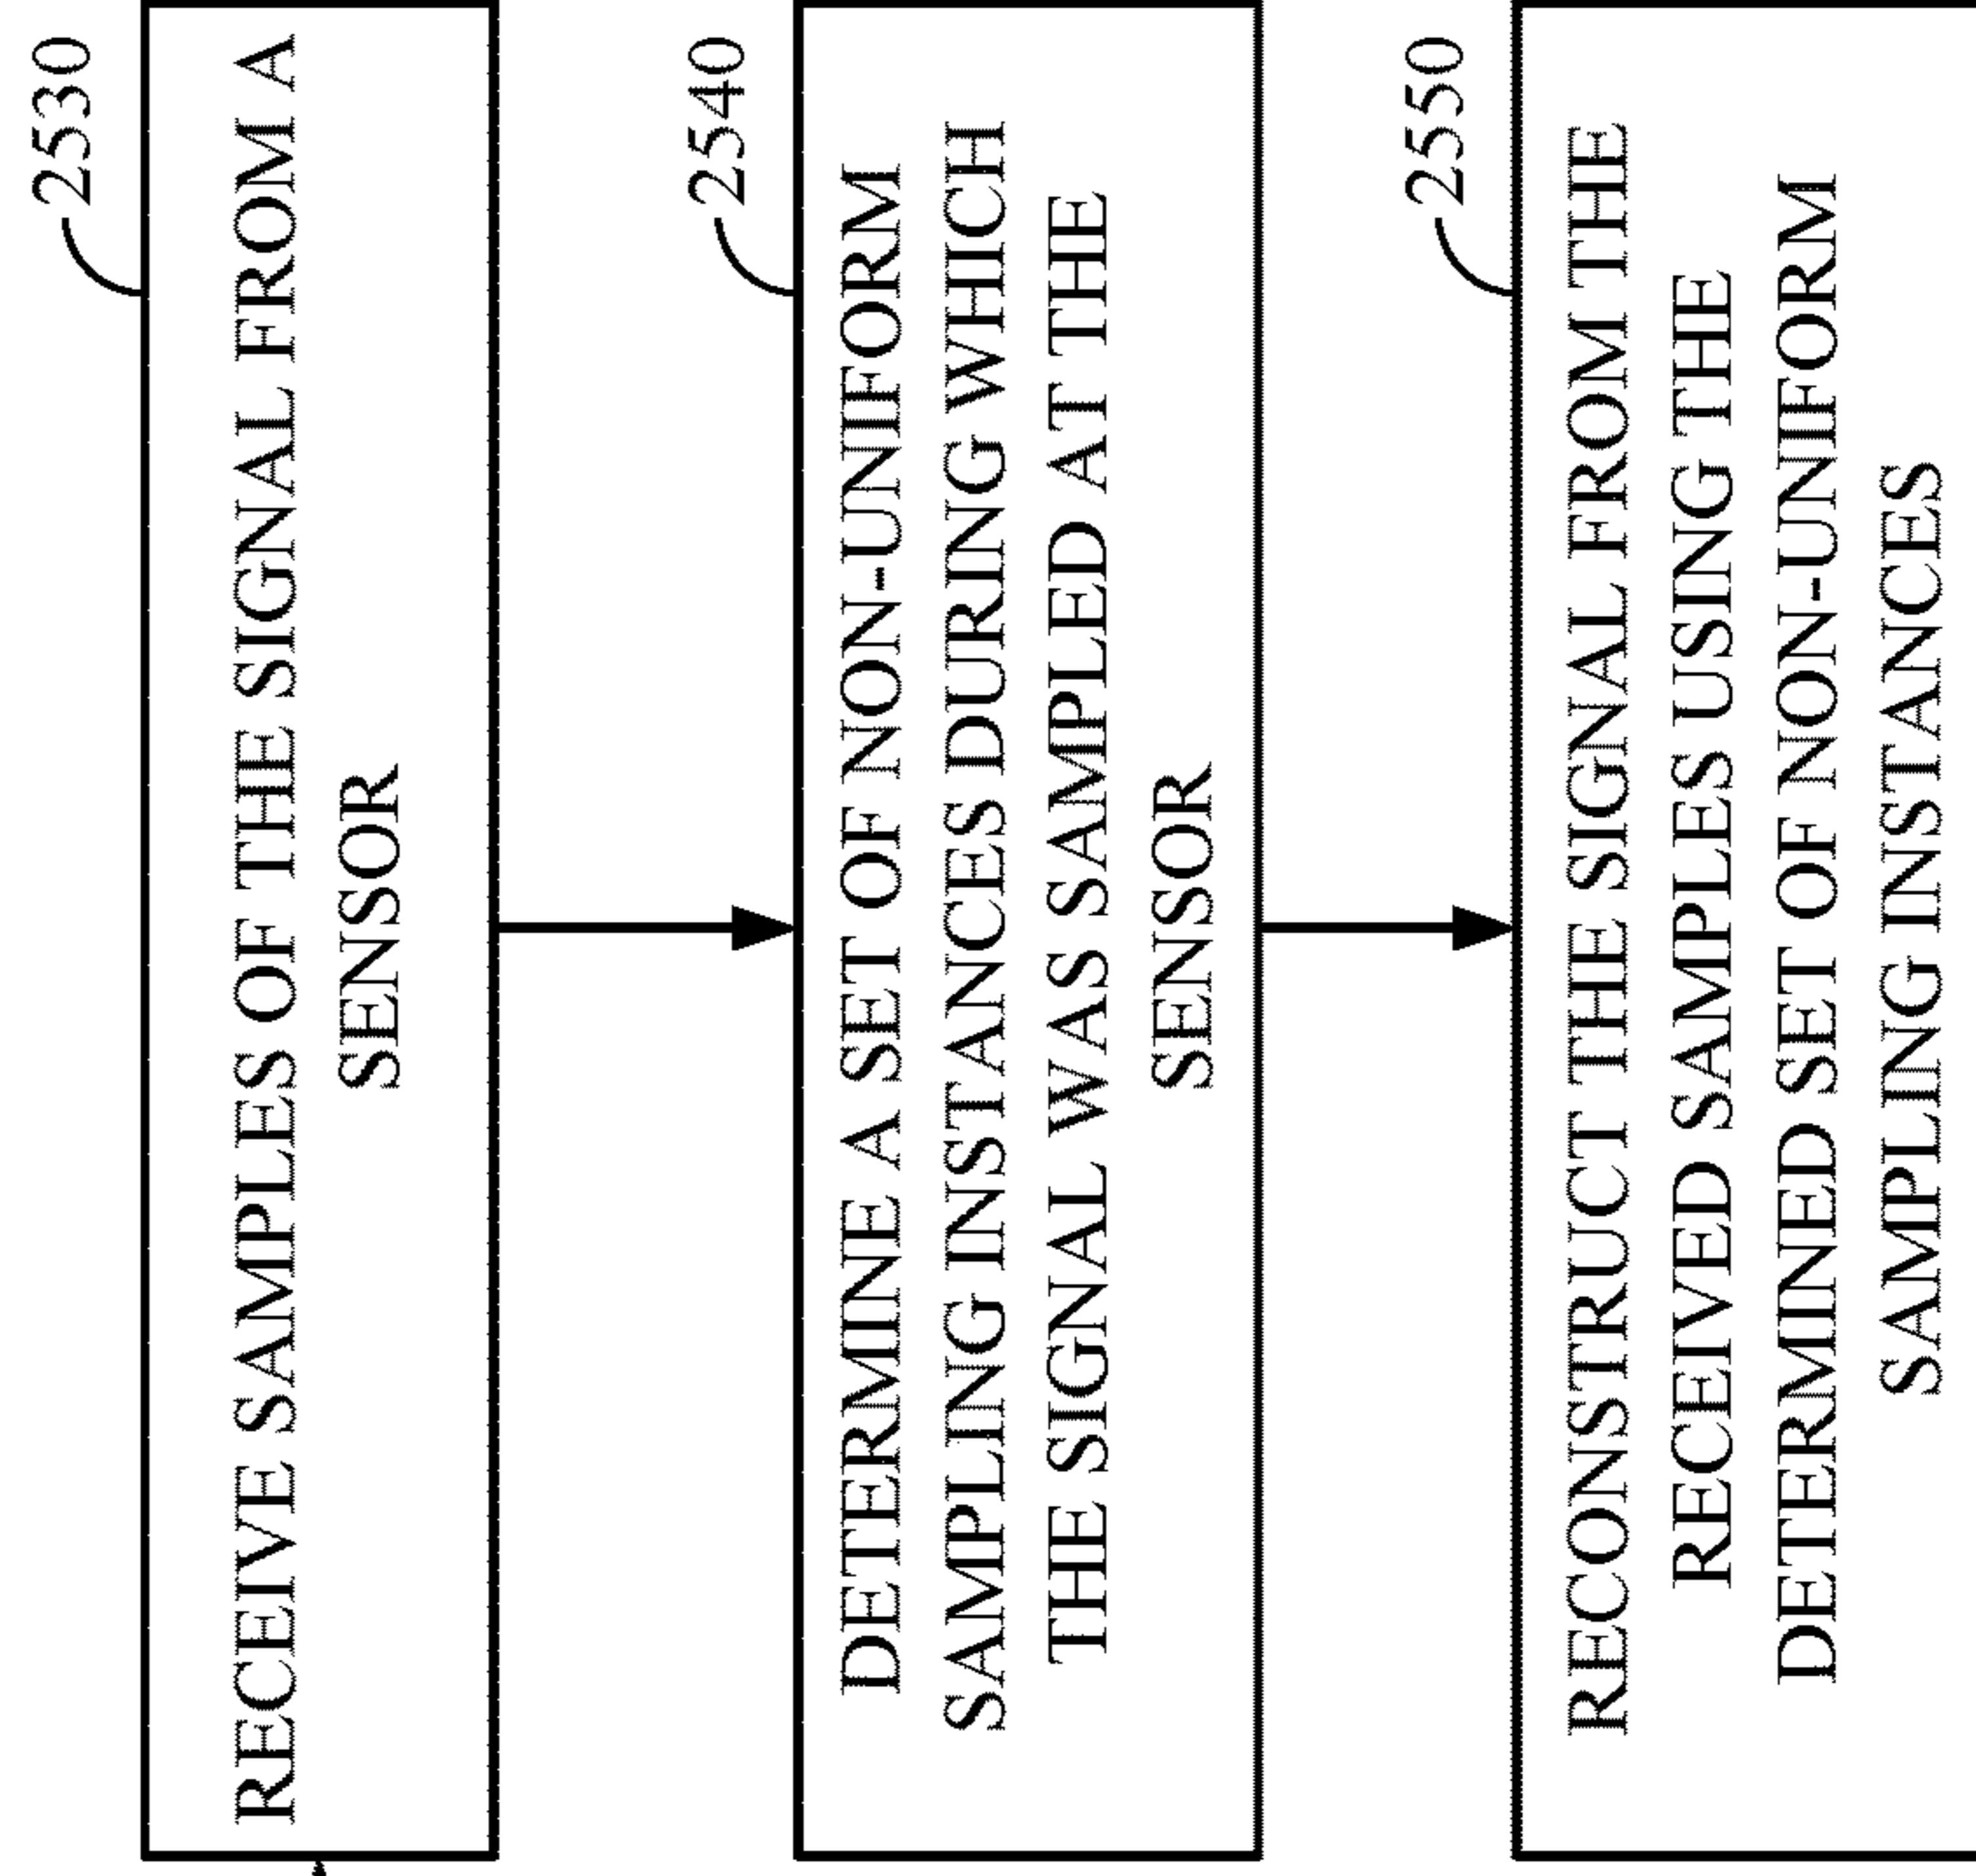 2530
RECEIVE SAMPLES OF THE SIGNAL FROM A
SENSOR
2540
DETERMINE A SET OF NON-UNIFORM
SAMPLING INSTANCES DURING WHICH
THE SIGNAL WAS SAMPLED AT THE
SENSOR
2550
RECONSTRUCT THE SIGNAL FROM THE
RECEIVED SAMPLES USING THE
DETERMINED SET OF NON-UNIFORM
SAMPLING INSTANCES